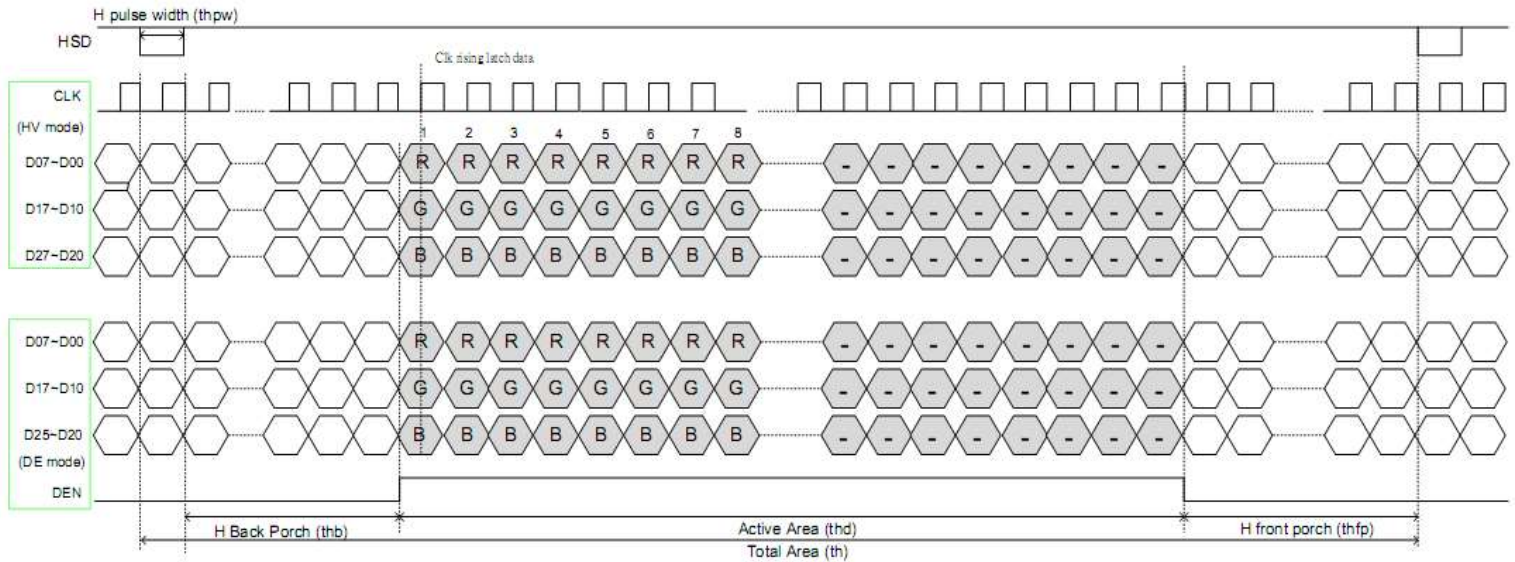 H pulse width (thpw)
HSD
Clk rising latch data
CLK
(HV mode)
1 2 3 4 5 6 7 8
D07~D00 R R R R R R R R - - - - - - - -
D17~D10 G G G G G G G G - - - - - - - -
D27~D20 B B B B B B B B - - - - - - - -
D07~D00 R R R R R R R R - - - - - - - -
D17~D10 G G G G G G G G - - - - - - - -
D25~D20 B B B B B B B B - - - - - - - -
(DE mode)
DEN
H Back Porch (thb) Active Area (thd) H front porch (thfp)
Total Area (th)